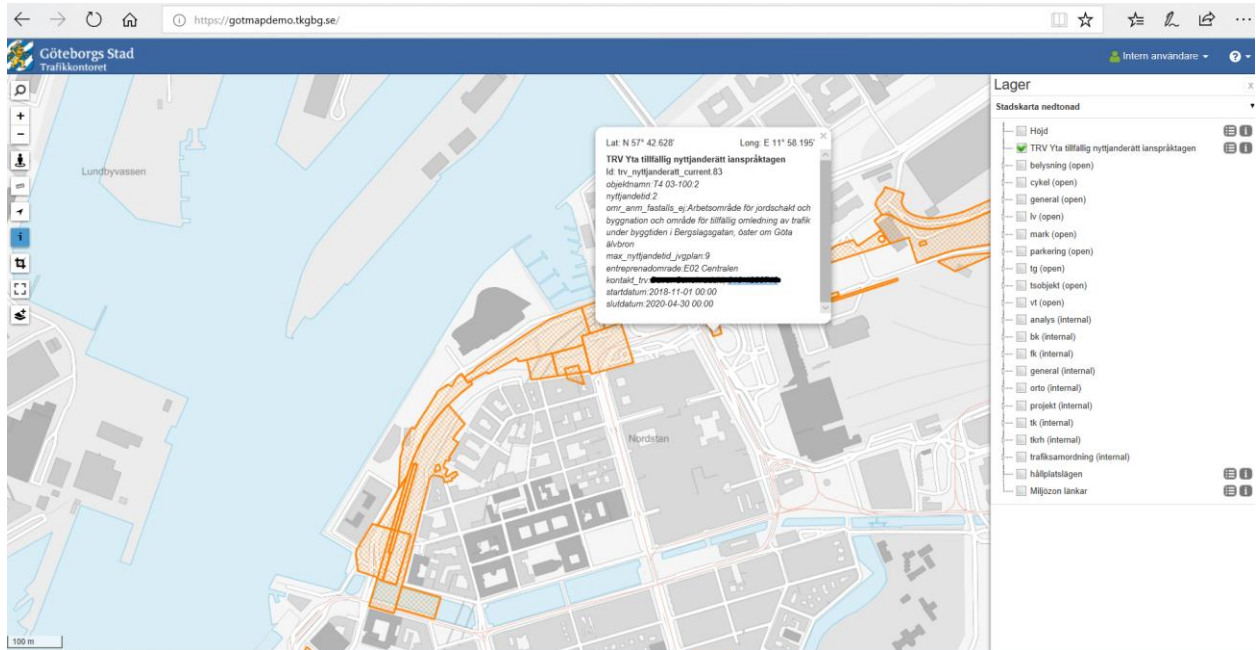 https://gotmapdemo.tkgbg.se/
Göteborgs Stad
Trafikkontoret
Intern användare
?
+
−
i
Lundbyvassen
Nordstan
100 m
Lat: N 57° 42.628' Long: E 11° 58.195'
TRV Yta tillfällig nyttjanderätt ianspråktagen
Id: trv_nyttjanderatt_current.83
objektnamn:T4 03-100:2
nyttjandetid:2
omr_anm_fastalls_ej:Arbetsområde för jordschakt och
byggnation och område för tillfällig omledning av trafik
under byggtiden i Bergslagsgatan, öster om Göta
älvbron
max_nyttjandetid_jvgplan:9
entreprenadomrade:E02 Centralen
kontakt_trv:
startdatum:2018-11-01 00:00
slutdatum:2020-04-30 00:00
Lager x
Stadskarta nedtonad
Höjd
TRV Yta tillfällig nyttjanderätt ianspråktagen
belysning (open)
cykel (open)
general (open)
lv (open)
mark (open)
parkering (open)
tg (open)
tsobjekt (open)
vt (open)
analys (internal)
bk (internal)
fk (internal)
general (internal)
orto (internal)
projekt (internal)
tk (internal)
tkrh (internal)
trafiksamordning (internal)
hållplatslägen
Miljözon länkar